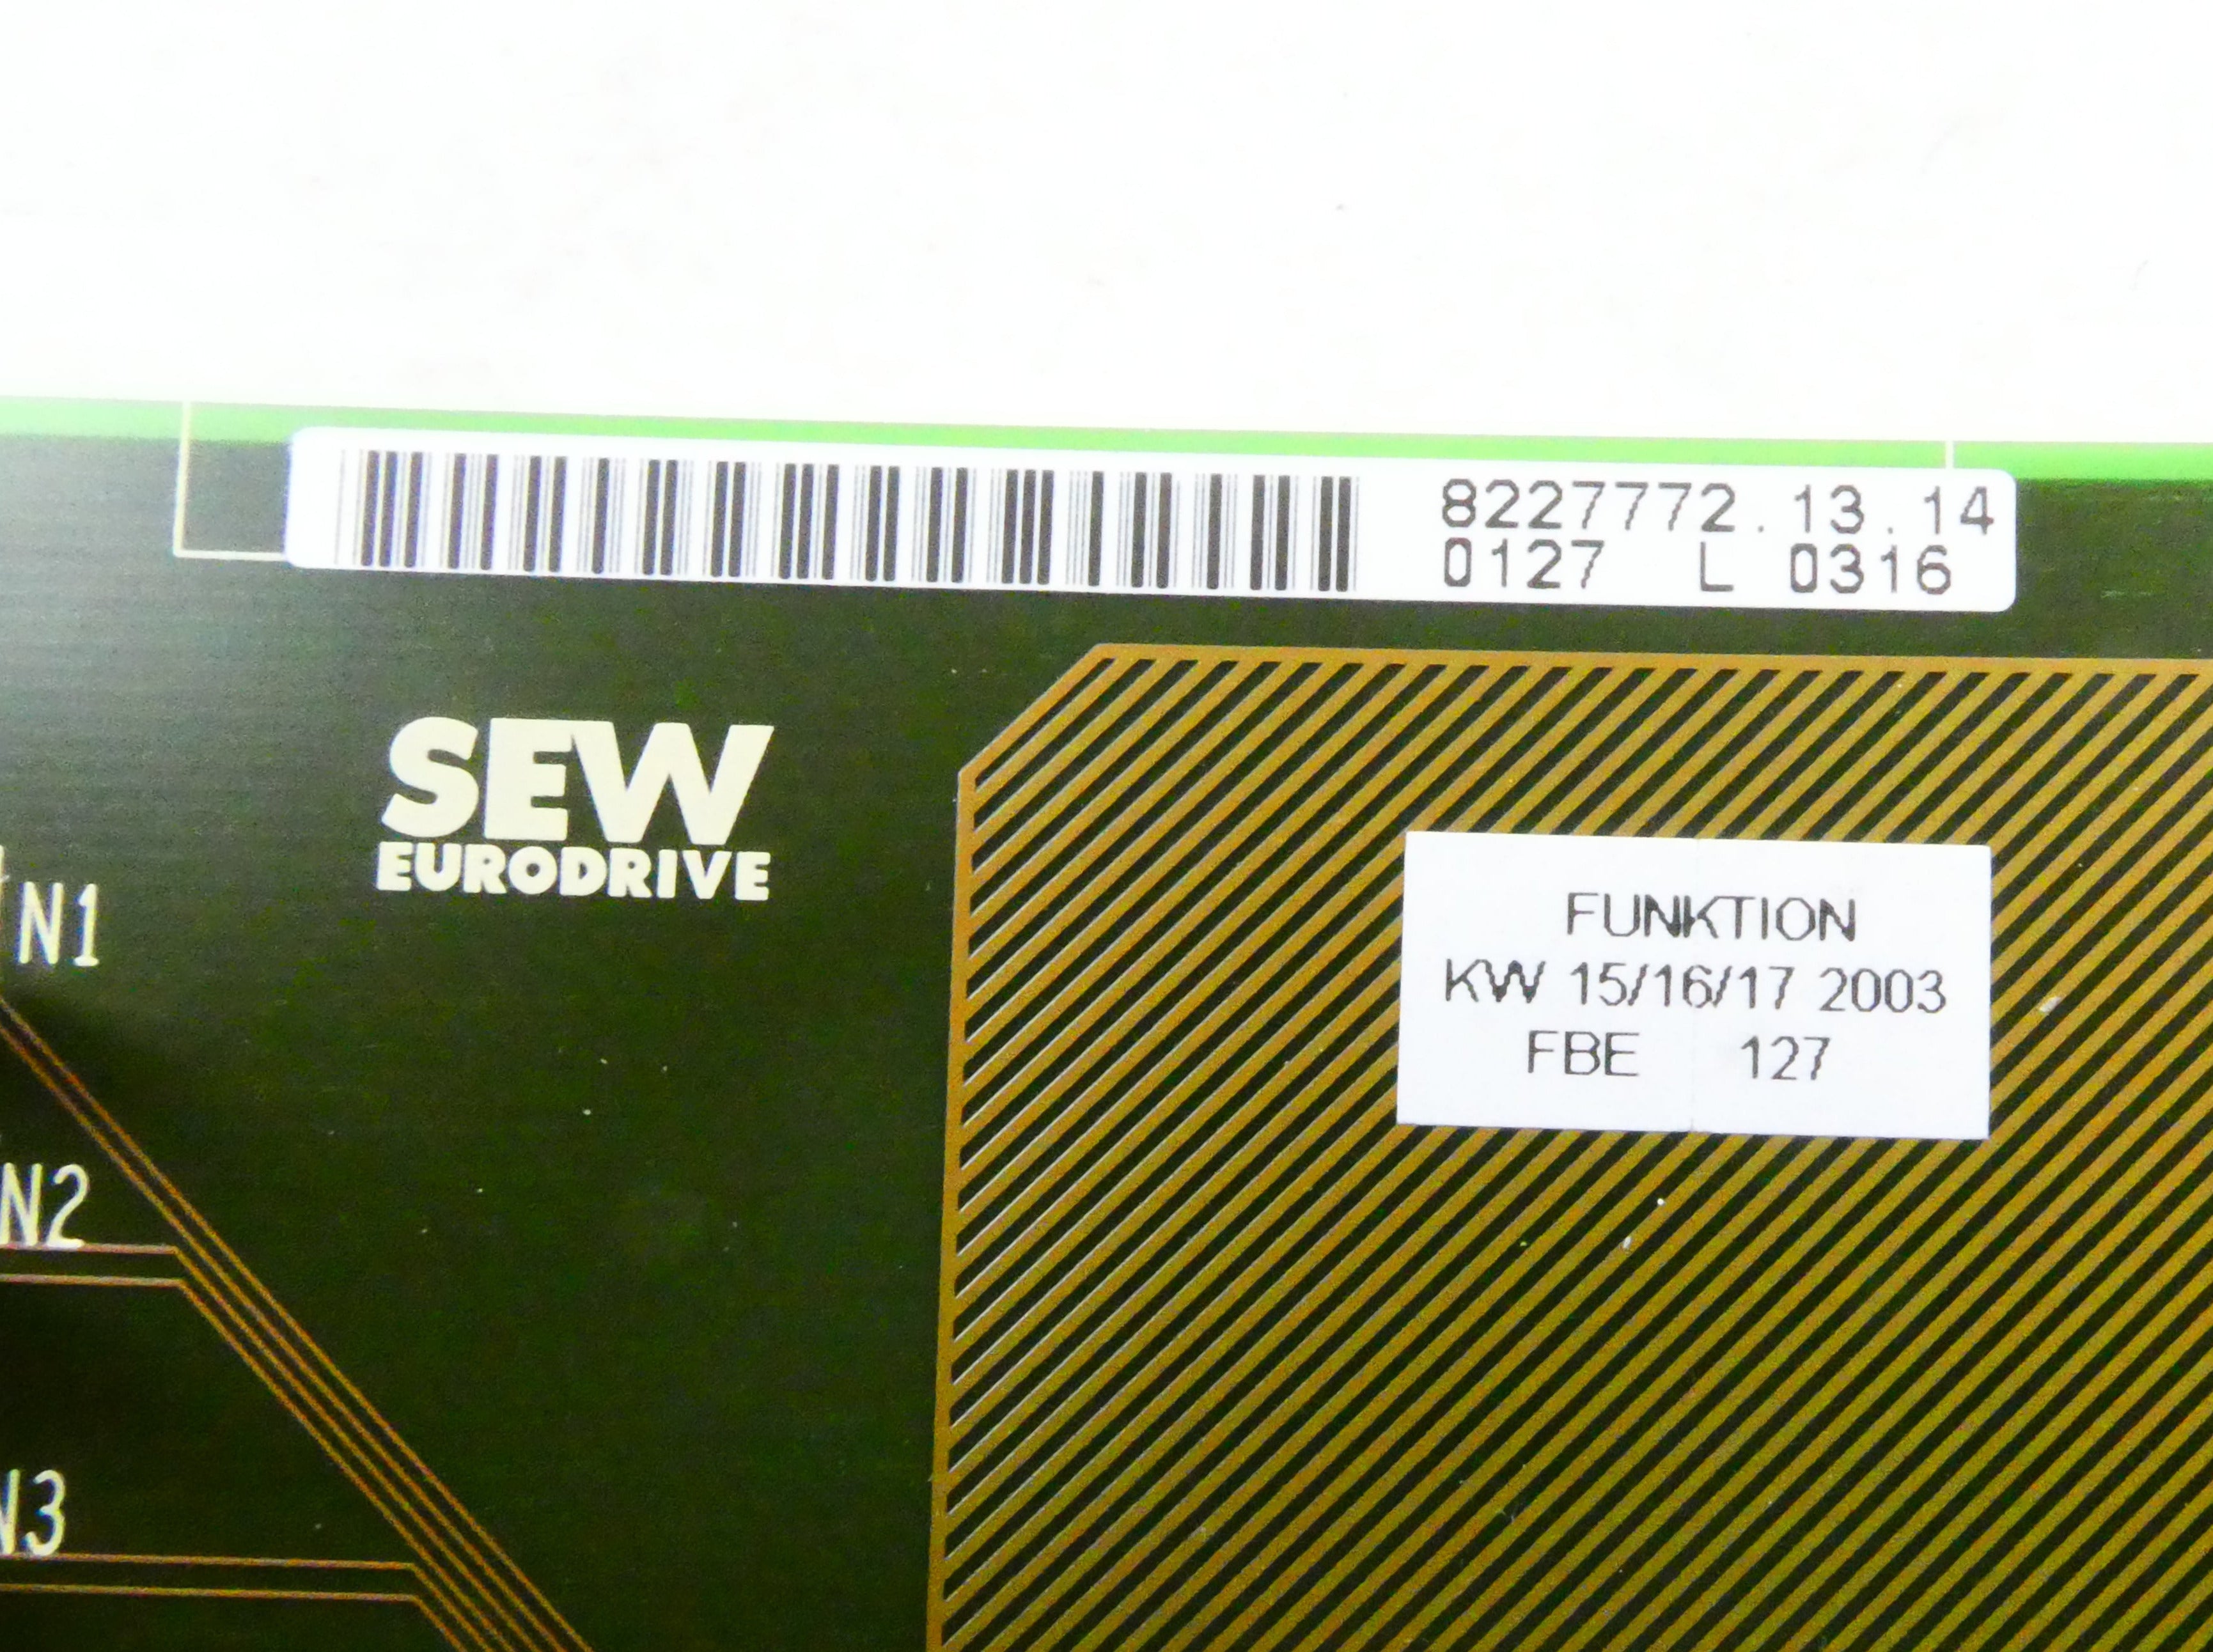 8227772.13.14
0127 L 0316
SEW
EURODRIVE
FUNKTION
KW 15/16/17 2003
FBE 127
N1
N2
N3